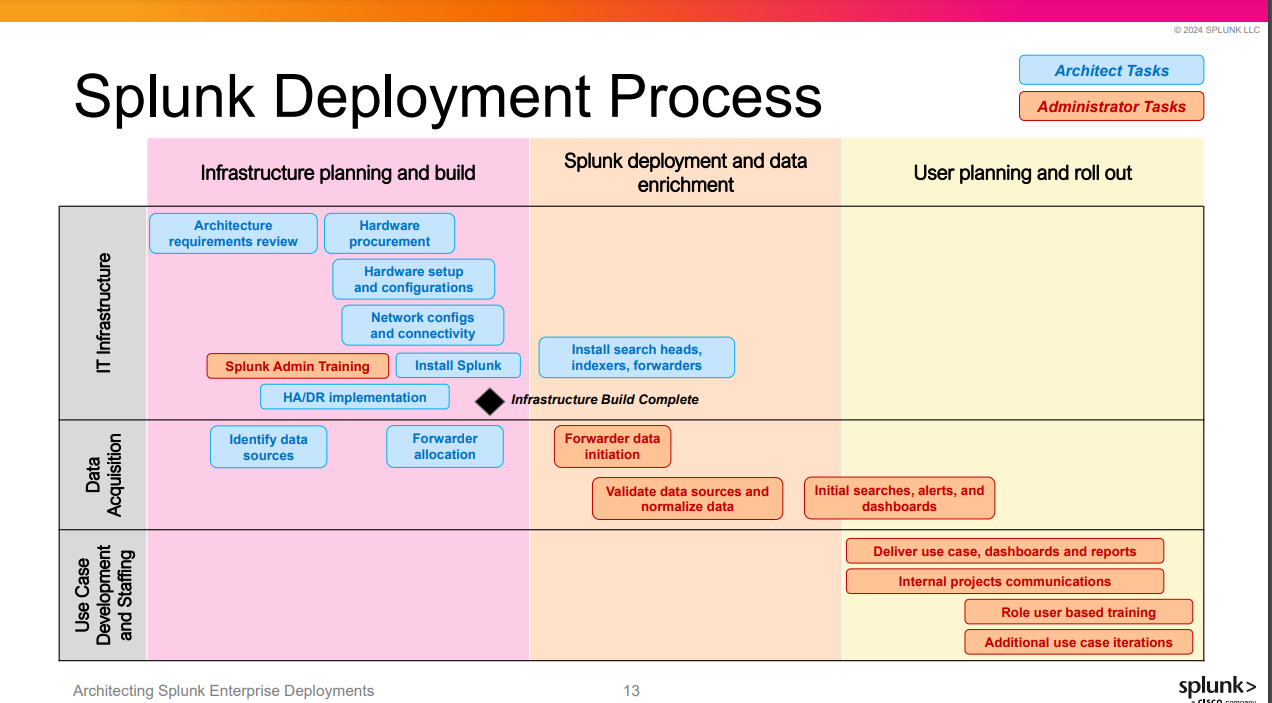 © 2024 SPLUNK LLC
Splunk Deployment Process
Architect Tasks
Administrator Tasks
Infrastructure planning and build
Splunk deployment and data
enrichment
User planning and roll out
IT Infrastructure
Architecture
requirements review
Hardware
procurement
Hardware setup
and configurations
Network configs
and connectivity
Splunk Admin Training
Install Splunk
Install search heads,
indexers, forwarders
HA/DR implementation
Infrastructure Build Complete
Data
Acquisition
Identify data
sources
Forwarder
allocation
Forwarder data
initiation
Validate data sources and
normalize data
Initial searches, alerts, and
dashboards
Use Case
Development
and Staffing
Deliver use case, dashboards and reports
Internal projects communications
Role user based training
Additional use case iterations
Architecting Splunk Enterprise Deployments
13
splunk>
a cisco company